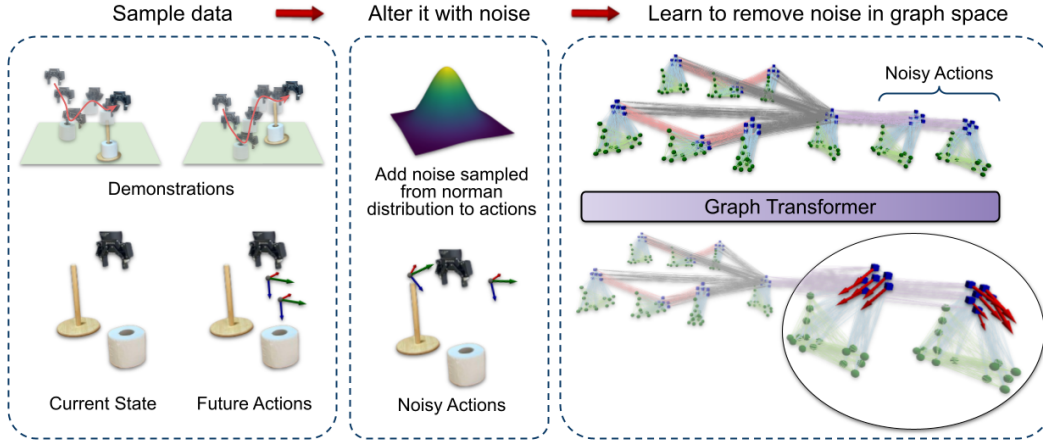 Sample data
Alter it with noise
Learn to remove noise in graph space
Demonstrations
Current State
Future Actions
Add noise sampled
from norman
distribution to actions
Noisy Actions
Noisy Actions
Graph Transformer